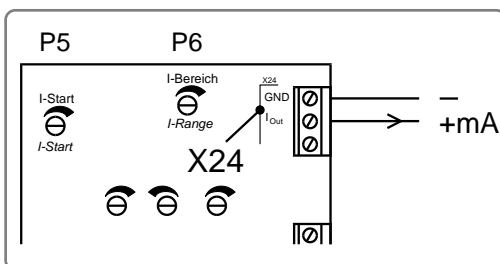 P5 P6
I-Bereich
I-Range
I-Start
I-Start
X24
GND
IOut
X24
–
+mA